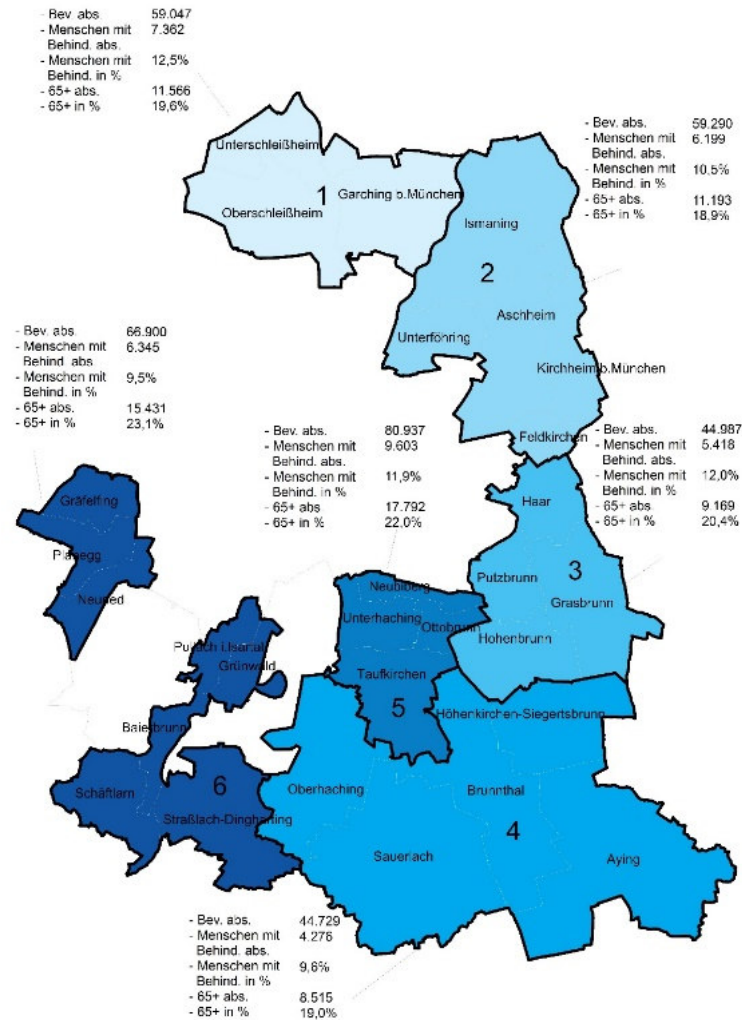 - Bev. abs. 59.047
- Menschen mit 7.362
Behind. abs.
- Menschen mit 12,5%
Behind. in %
- 65+ abs. 11.566
- 65+ in % 19,6%
- Bev. abs. 59.290
- Menschen mit 6.199
Behind. abs.
- Menschen mit 10,5%
Behind. in %
- 65+ abs. 11.193
- 65+ in % 18,9%
Unterschleißheim
1
Garching b.München
Oberschleißheim
Ismaning
2
Aschheim
Unterföhring
Kirchheim b.München
Feldkirchen
- Bev. abs. 66.900
- Menschen mit 6.345
Behind. abs
- Menschen mit 9,5%
Behind. in %
- 65+ abs. 15.431
- 65+ in % 23,1%
- Bev. abs. 80.937
- Menschen mit 9.603
Behind. abs.
- Menschen mit 11,9%
Behind. in %
- 65+ abs 17.792
- 65+ in % 22,0%
- Bev. abs. 44.987
- Menschen mit 5.418
Behind. abs.
- Menschen mit 12,0%
Behind. in %
- 65+ abs. 9.169
- 65+ in % 20,4%
Gräfelfing
Planegg
Neuried
Haar
Putzbrunn
3
Grasbrunn
Hohenbrunn
Neubiberg
Unterhaching
Ottobrunn
Taufkirchen
5
Pullach i.Isartal
Grünwald
Baierbrunn
Schäftlarn
6
Straßlach-Dingharting
Höhenkirchen-Siegertsbrunn
Oberhaching
Brunnthal
4
Sauerlach
Aying
- Bev. abs. 44.729
- Menschen mit 4.276
Behind. abs.
- Menschen mit 9,6%
Behind. in %
- 65+ abs. 8.515
- 65+ in % 19,0%